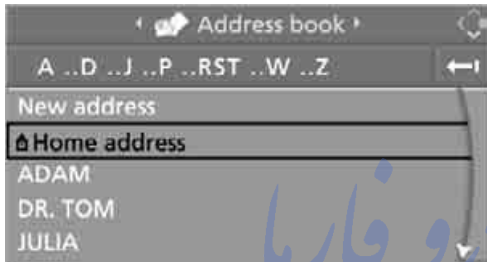 Address book
A ..D ..J ..P ..RST ..W ..Z
New address
Home address
ADAM
DR. TOM
JULIA